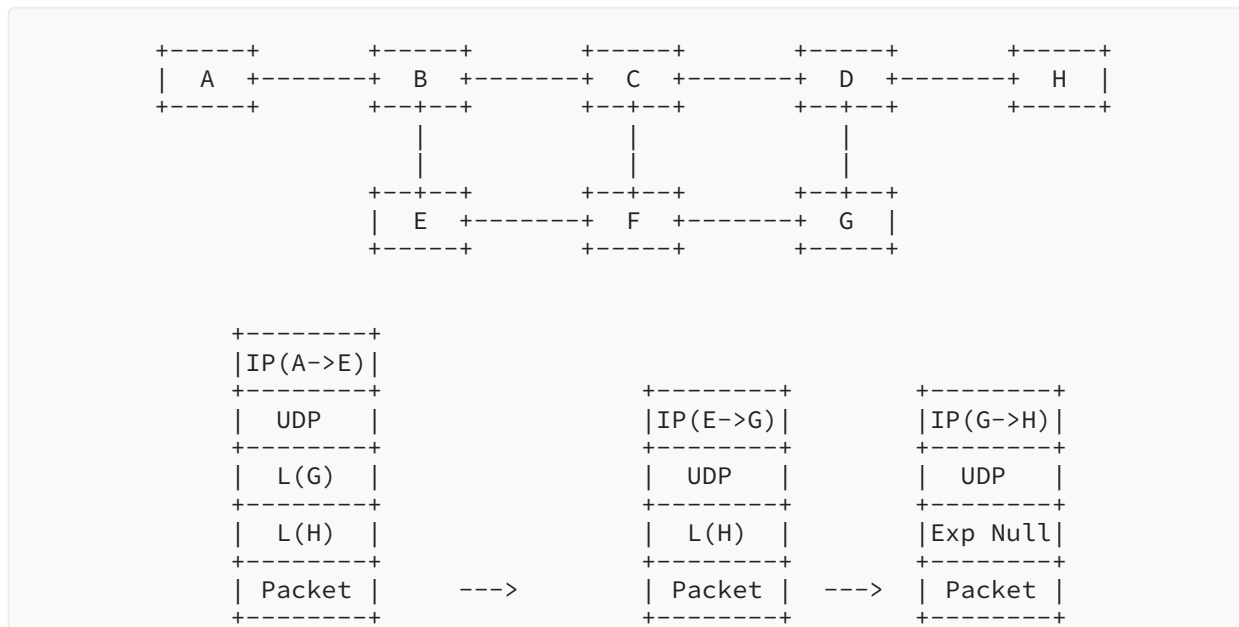 A B C D H
E F G
IP(A->E)
UDP IP(E->G) IP(G->H)
L(G) UDP UDP
L(H) L(H) Exp Null
Packet ---> Packet ---> Packet